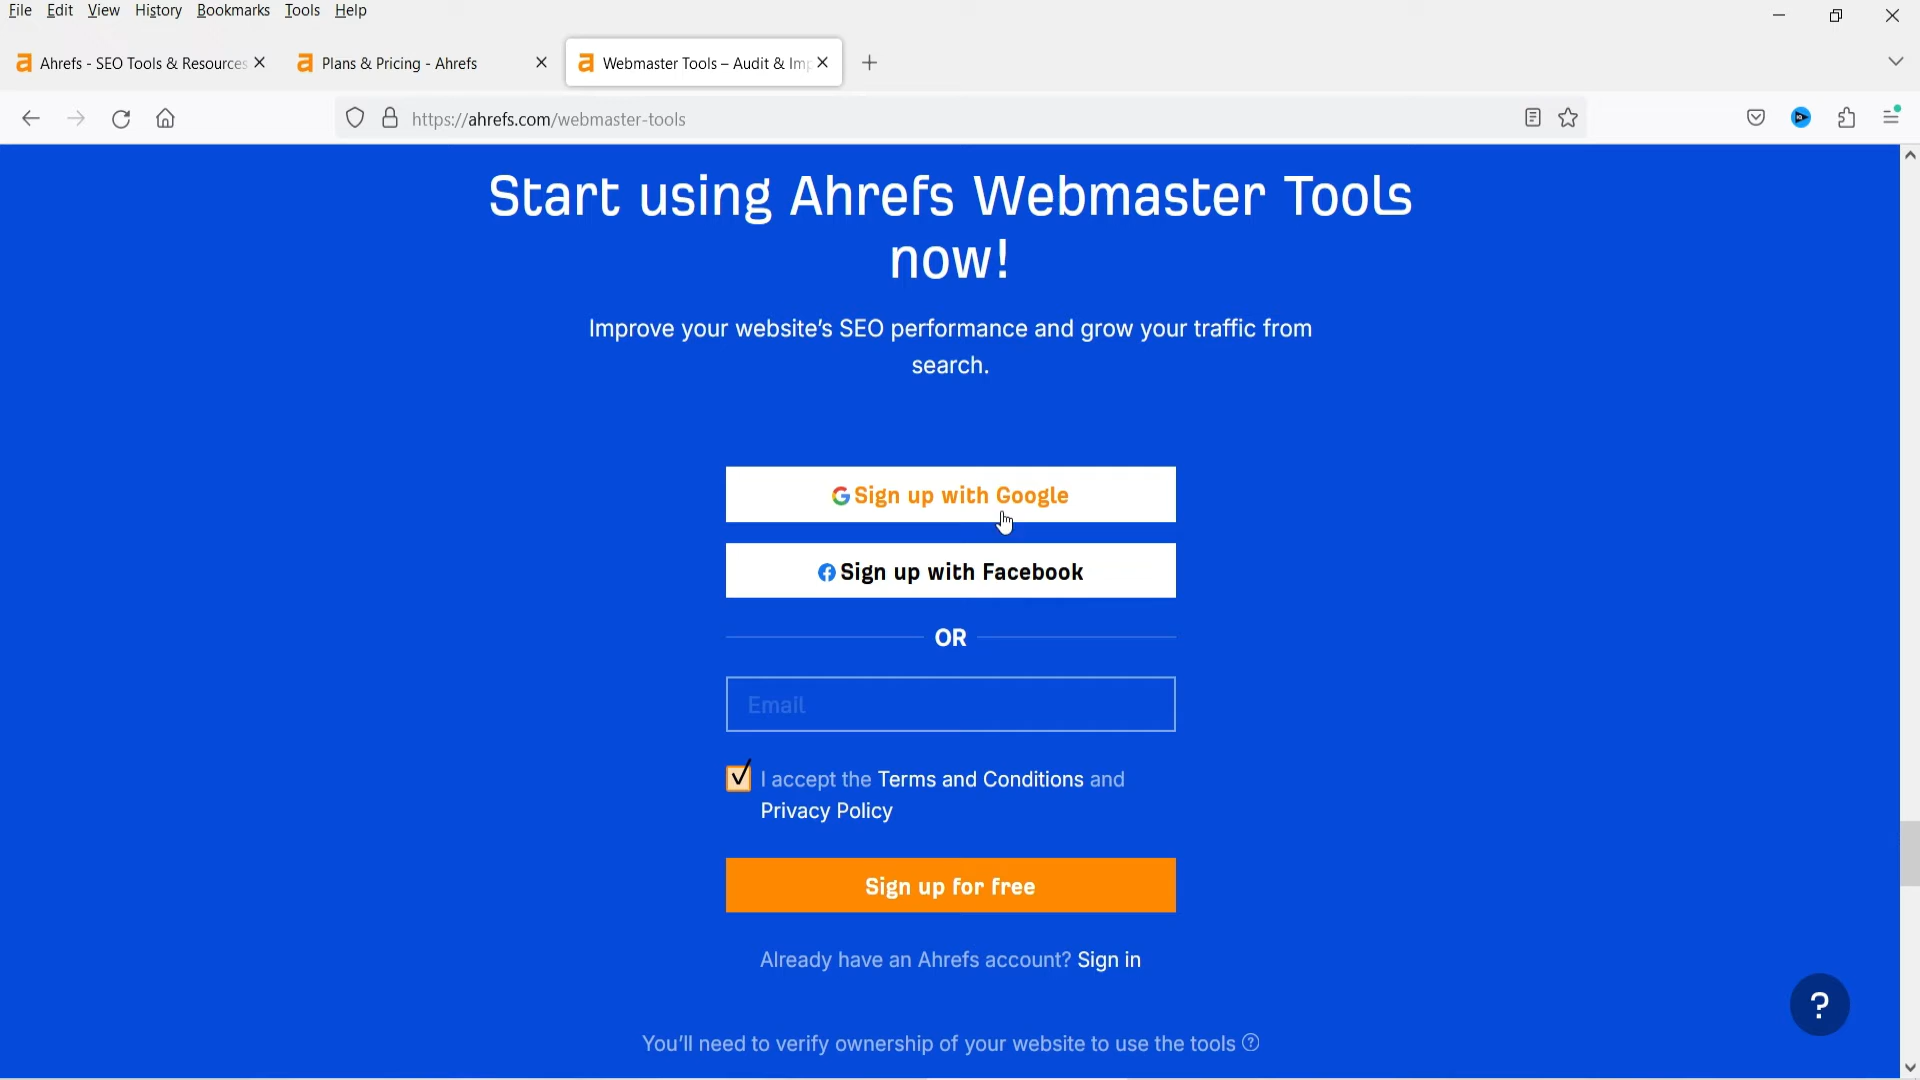 File Edit View History Bookmarks Tools Help
Ahrefs - SEO Tools & Resources
Plans & Pricing - Ahrefs
Webmaster Tools – Audit & Imp
https://ahrefs.com/webmaster-tools
Start using Ahrefs Webmaster Tools
now!
Improve your website's SEO performance and grow your traffic from
search.
Sign up with Google
Sign up with Facebook
OR
Email
I accept the Terms and Conditions and
Privacy Policy
Sign up for free
Already have an Ahrefs account? Sign in
?
You'll need to verify ownership of your website to use the tools ?